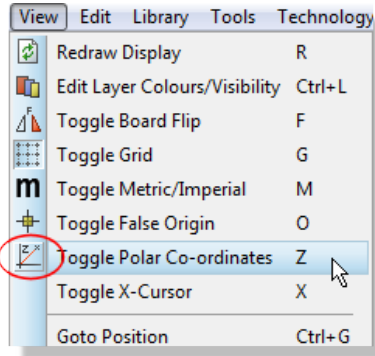 View Edit Library Tools Technology
Redraw Display R
Edit Layer Colours/Visibility Ctrl+L
Toggle Board Flip F
Toggle Grid G
m Toggle Metric/Imperial M
Toggle False Origin O
Z X Toggle Polar Co-ordinates Z
Toggle X-Cursor X
Goto Position Ctrl+G